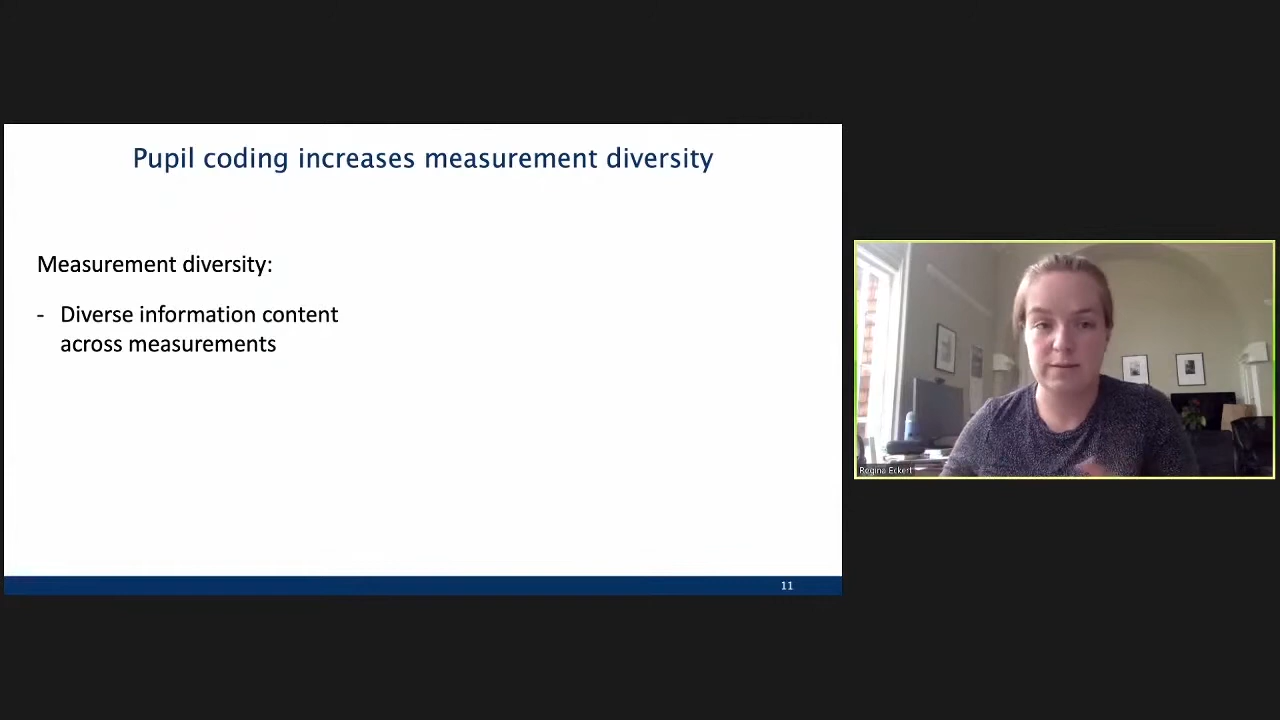 Pupil coding increases measurement diversity
Measurement diversity:
- Diverse information content
across measurements
11
Regina Eckert